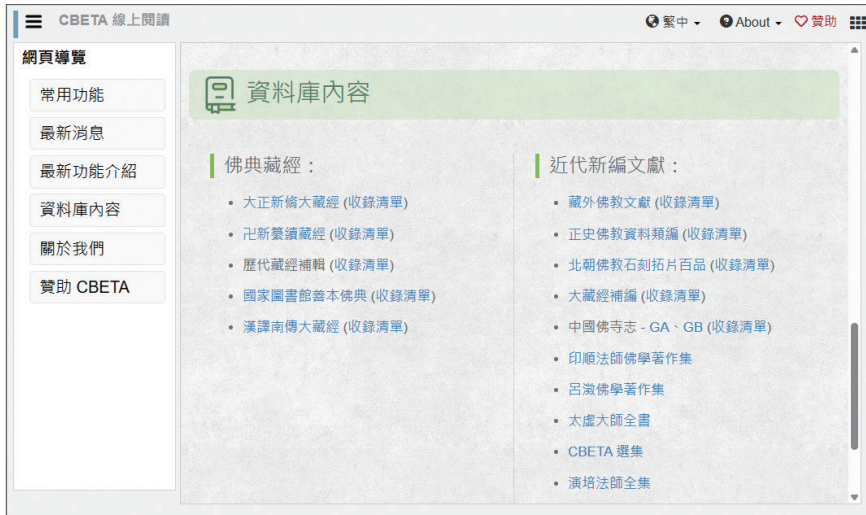 CBETA 線上閱讀
繁中
About
贊助
網頁導覽
常用功能
最新消息
最新功能介紹
資料庫內容
關於我們
贊助 CBETA
資料庫內容
佛典藏經：
大正新脩大藏經 (收錄清單)
卍新纂續藏經 (收錄清單)
歷代藏經補輯 (收錄清單)
國家圖書館善本佛典 (收錄清單)
漢譯南傳大藏經 (收錄清單)
近代新編文獻：
藏外佛教文獻 (收錄清單)
正史佛教資料類編 (收錄清單)
北朝佛教石刻拓片百品 (收錄清單)
大藏經補編 (收錄清單)
中國佛寺志 - GA、GB (收錄清單)
印順法師佛學著作集
呂澂佛學著作集
太虛大師全書
CBETA 選集
演培法師全集